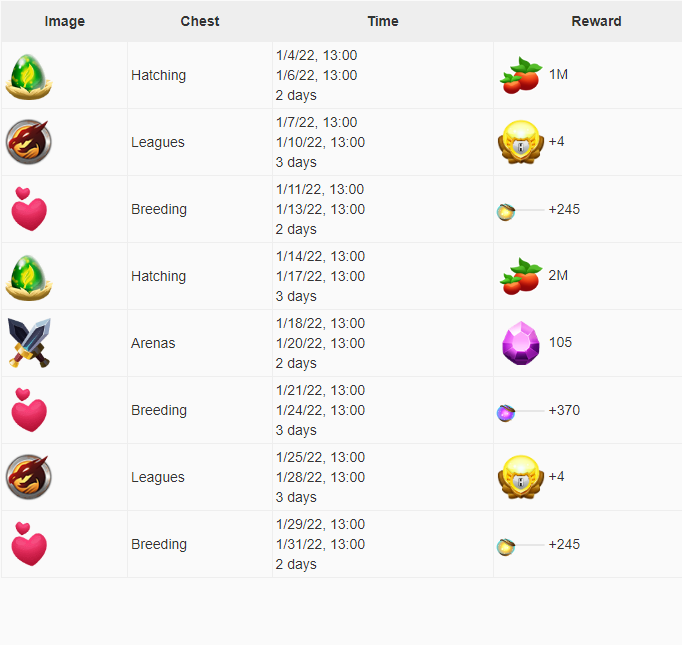 Image Chest Time Reward
1/4/22, 13:00
Hatching 1/6/22, 13:00 1M
2 days
1/7/22, 13:00
Leagues 1/10/22, 13:00 +4
3 days
1/11/22, 13:00
Breeding 1/13/22, 13:00 +245
2 days
1/14/22, 13:00
Hatching 1/17/22, 13:00 2M
3 days
1/18/22, 13:00
Arenas 1/20/22, 13:00 105
2 days
1/21/22, 13:00
Breeding 1/24/22, 13:00 +370
3 days
1/25/22, 13:00
Leagues 1/28/22, 13:00 +4
3 days
1/29/22, 13:00
Breeding 1/31/22, 13:00 +245
2 days